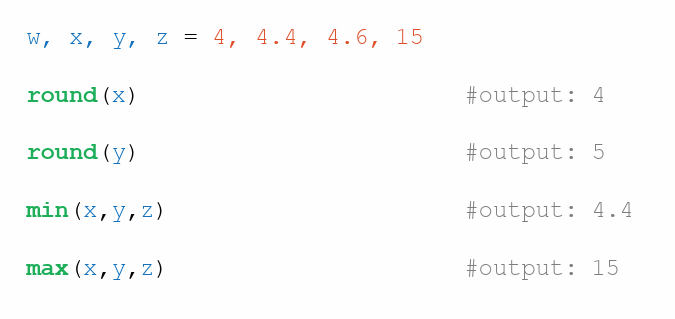 w, x, y, z = 4, 4.4, 4.6, 15
round(x) #output: 4
round(y) #output: 5
min(x,y,z) #output: 4.4
max(x,y,z) #output: 15